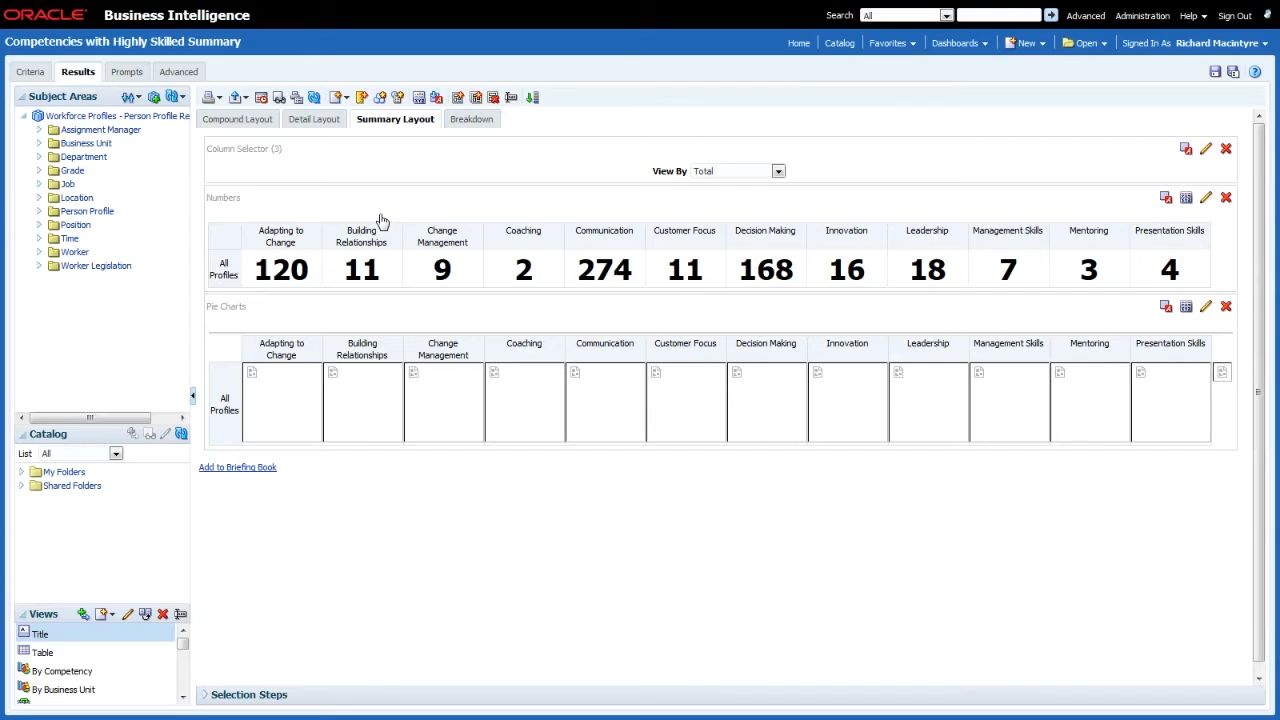 ORACLE Business Intelligence
Search All Advanced Administration Help Sign Out
Competencies with Highly Skilled Summary
Home Catalog Favorites Dashboards New Open Signed In As Richard Macintyre
Criteria Results Prompts Advanced
Subject Areas
Workforce Profiles - Person Profile Re
Assignment Manager
Business Unit
Department
Grade
Job
Location
Person Profile
Position
Time
Worker
Worker Legislation
Catalog
List All
My Folders
Shared Folders
Views
Title
Table
By Competency
By Business Unit
Compound Layout Detail Layout Summary Layout Breakdown
Column Selector (3)
View By Total
Numbers
Adapting to Change Building Relationships Change Management Coaching Communication Customer Focus Decision Making Innovation Leadership Management Skills Mentoring Presentation Skills
All Profiles 120 11 9 2 274 11 168 16 18 7 3 4
Pie Charts
Adapting to Change Building Relationships Change Management Coaching Communication Customer Focus Decision Making Innovation Leadership Management Skills Mentoring Presentation Skills
All Profiles
Add to Briefing Book
Selection Steps